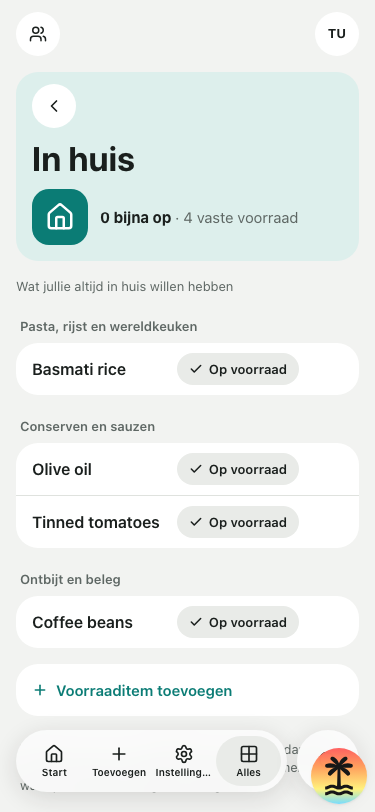 TU
In huis
0 bijna op · 4 vaste voorraad
Wat jullie altijd in huis willen hebben
Pasta, rijst en wereldkeuken
Basmati rice
Op voorraad
Conserven en sauzen
Olive oil
Op voorraad
Tinned tomatoes
Op voorraad
Ontbijt en beleg
Coffee beans
Op voorraad
+ Voorraaditem toevoegen
Start
Toevoegen
Instelling...
Alles